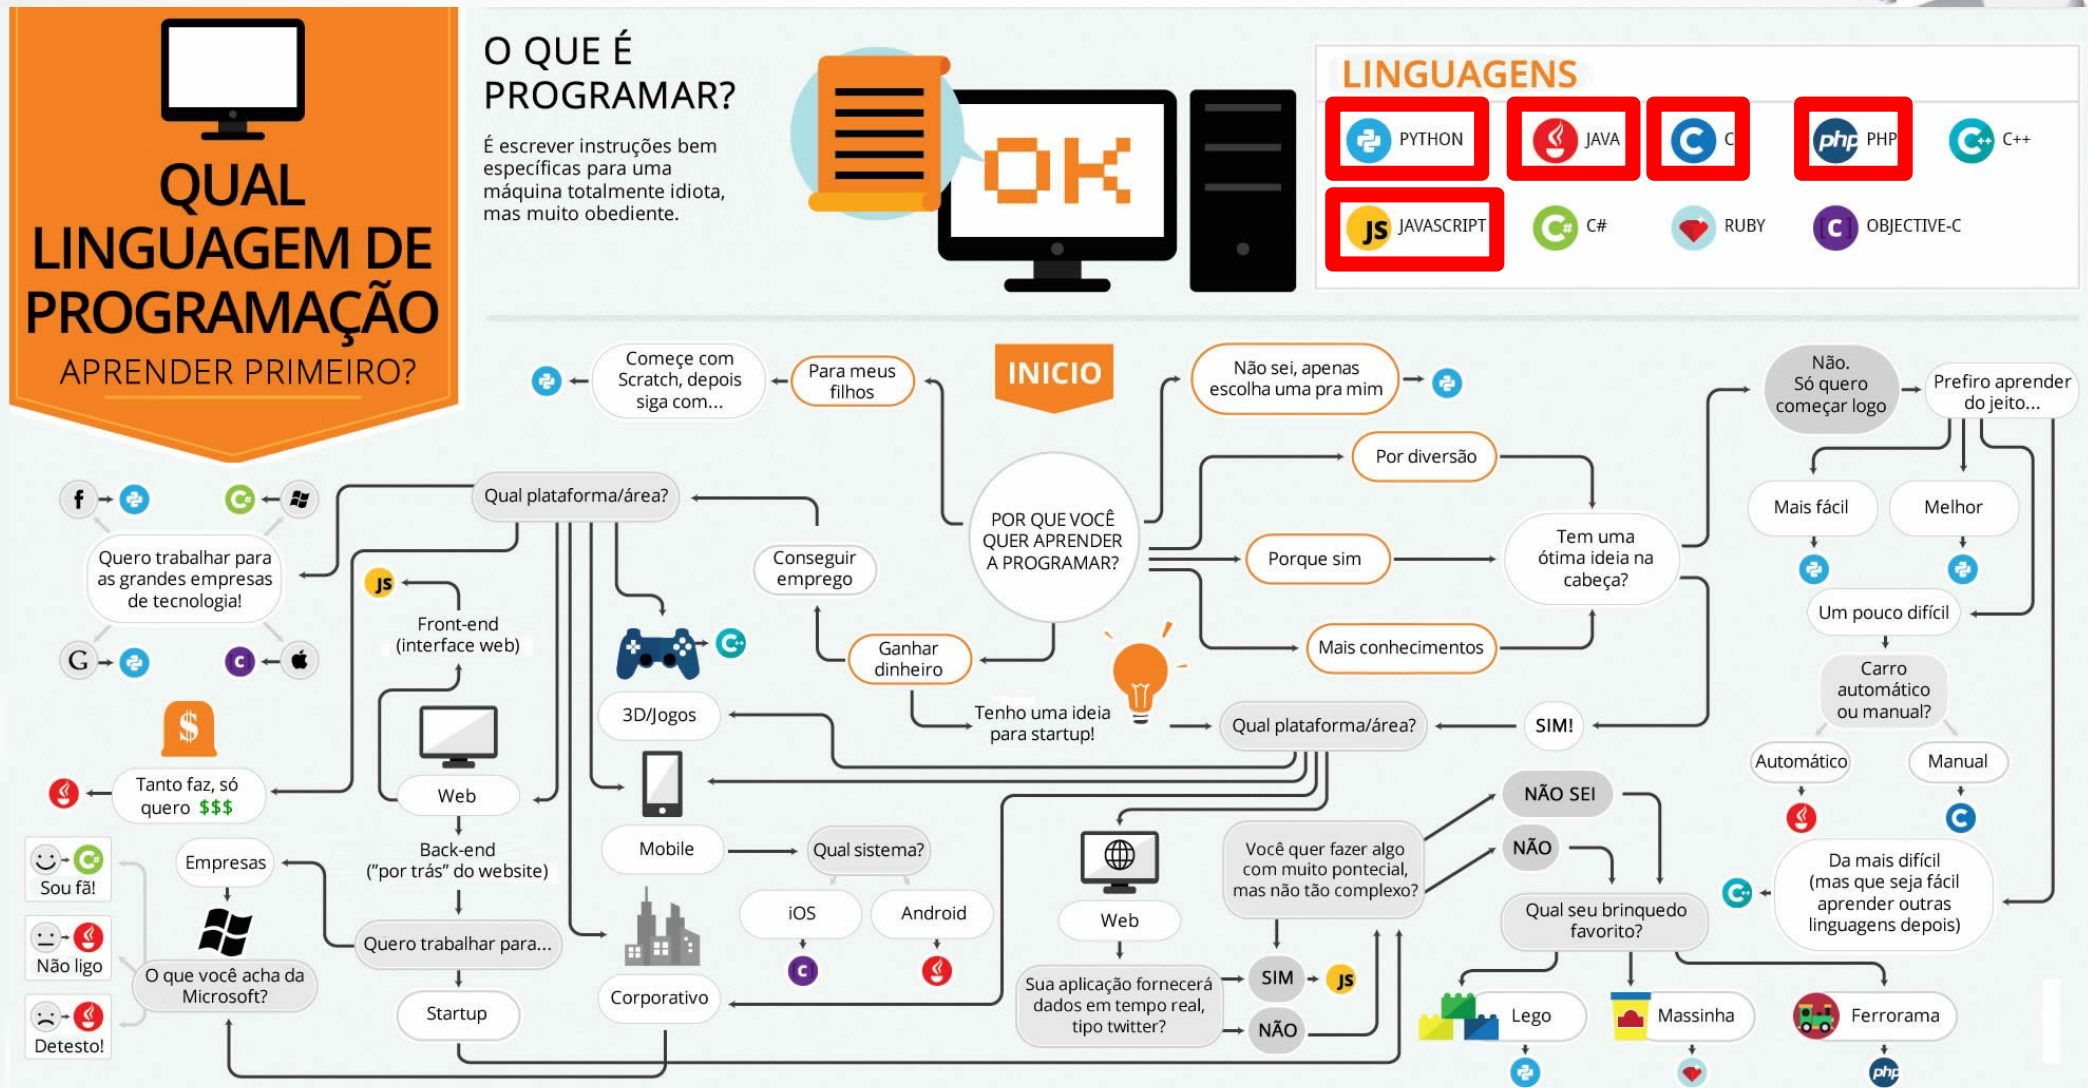 QUAL
LINGUAGEM DE
PROGRAMAÇÃO
APRENDER PRIMEIRO?
O QUE É
PROGRAMAR?
É escrever instruções bem
específicas para uma
máquina totalmente idiota,
mas muito obediente.
OK
LINGUAGENS
PYTHON
JAVA
C C
php PHP
C++ C++
JS JAVASCRIPT
C# C#
RUBY
[C] OBJECTIVE-C
INICIO
Começe com
Scratch, depois
siga com...
Para meus
filhos
Não sei, apenas
escolha uma pra mim
Não.
Só quero
começar logo
Prefiro aprender
do jeito...
Por diversão
Qual plataforma/área?
POR QUE VOCÊ
QUER APRENDER
A PROGRAMAR?
Mais fácil
Melhor
f
C#
Quero trabalhar para
as grandes empresas
de tecnologia!
G
[C]
JS
Front-end
(interface web)
Conseguir
emprego
Porque sim
Tem uma
ótima ideia na
cabeça?
Um pouco difícil
C++
Ganhar
dinheiro
Mais conhecimentos
Carro
automático
ou manual?
$
3D/Jogos
Tenho uma ideia
para startup!
Qual plataforma/área?
SIM!
Automático
Manual
C
Tanto faz, só
quero $$$
Web
NÃO SEI
NÃO
Mobile
Qual sistema?
Você quer fazer algo
com muito pontecial,
mas não tão complexo?
Da mais difícil
(mas que seja fácil
aprender outras
linguagens depois)
C++
C#
Sou fã!
Empresas
Back-end
("por trás" do website)
iOS
Android
[C]
Web
Qual seu brinquedo
favorito?
Não ligo
Quero trabalhar para...
O que você acha da
Microsoft?
Corporativo
Sua aplicação fornecerá
dados em tempo real,
tipo twitter?
SIM
JS
NÃO
Detesto!
Startup
Lego
Massinha
Ferrorama
php